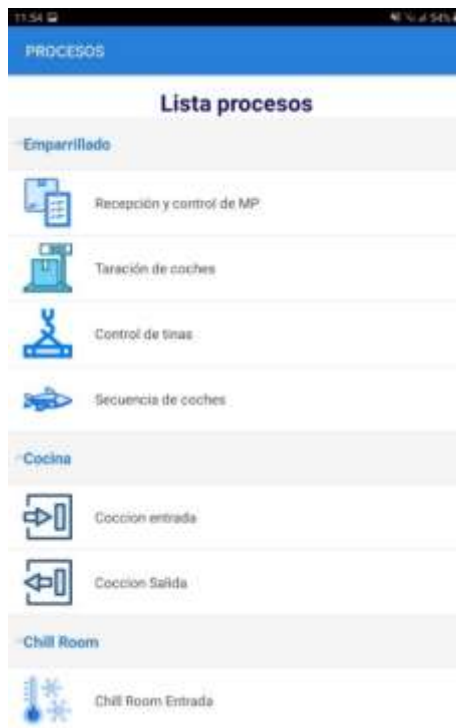 11:54
54%
PROCESOS
Lista procesos
Emparrillado
Recepción y control de MP
Taración de coches
Control de tinas
Secuencia de coches
Cocina
Coccion entrada
Coccion Salida
Chill Room
Chill Room Entrada